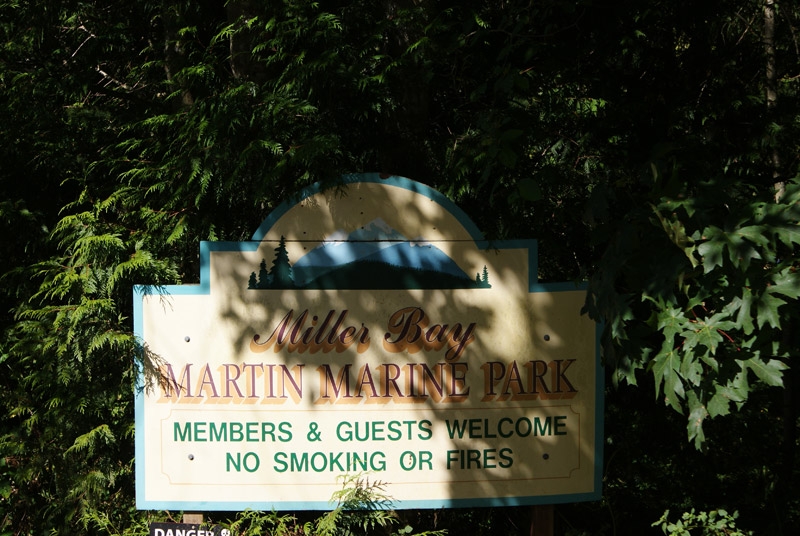 Miller Bay
MARTIN MARINE PARK
MEMBERS & GUESTS WELCOME
NO SMOKING OR FIRES
DANGER